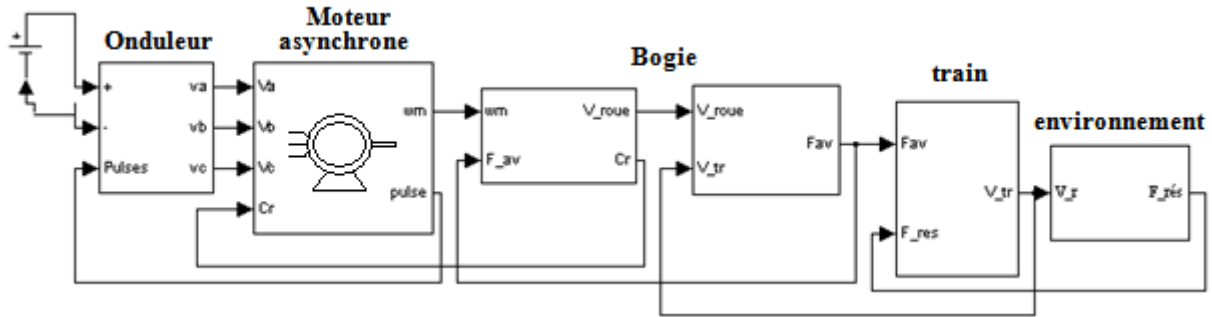 Moteur
asynchrone
Onduleur
Bogie
train
environnement
+
+
-
Pulses
va
vb
vc
Va
Vb
Vc
Cr
wm
pulse
wm
F_av
V_roue
Cr
V_roue
V_tr
Fav
Fav
F_res
V_tr
V_r
F_rés